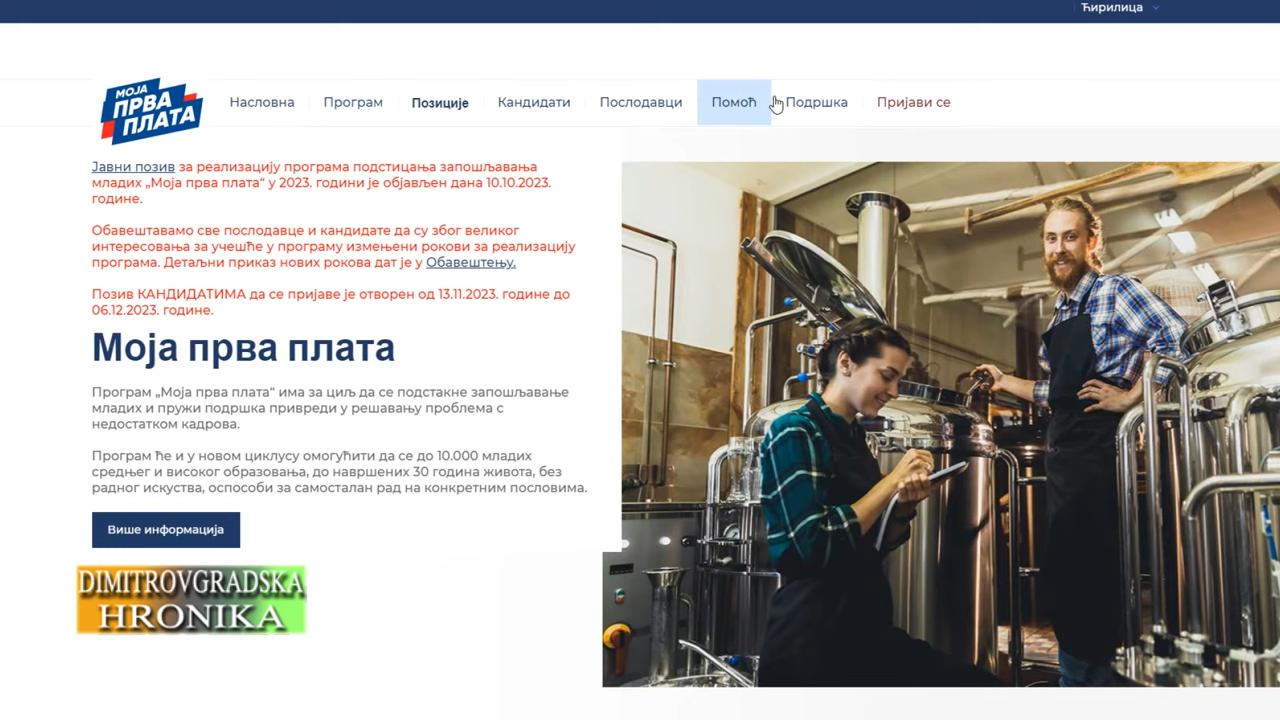 Ћирилица
МОЈА
ПРВА
ПЛАТА
Насловна
Програм
Позиције
Кандидати
Послодавци
Помоћ
Подршка
Пријави се
Јавни позив за реализацију програма подстицања запошљавања
младих „Моја прва плата“ у 2023. години је објављен дана 10.10.2023.
године.
Обавештавамо све послодавце и кандидате да су због великог
интересовања за учешће у програму измењени рокови за реализацију
програма. Детаљни приказ нових рокова дат је у Обавештењу.
Позив КАНДИДАТИМА да се пријаве је отворен од 13.11.2023. године до
06.12.2023. године.
Моја прва плата
Програм „Моја прва плата“ има за циљ да се подстакне запошљавање
младих и пружи подршка привреди у решавању проблема с
недостатком кадрова.
Програм ће и у новом циклусу омогућити да се до 10.000 младих
средњег и високог образовања, до навршених 30 година живота, без
радног искуства, оспособи за самосталан рад на конкретним пословима.
Више информација
DIMITROVGRADSKA
HRONIKA